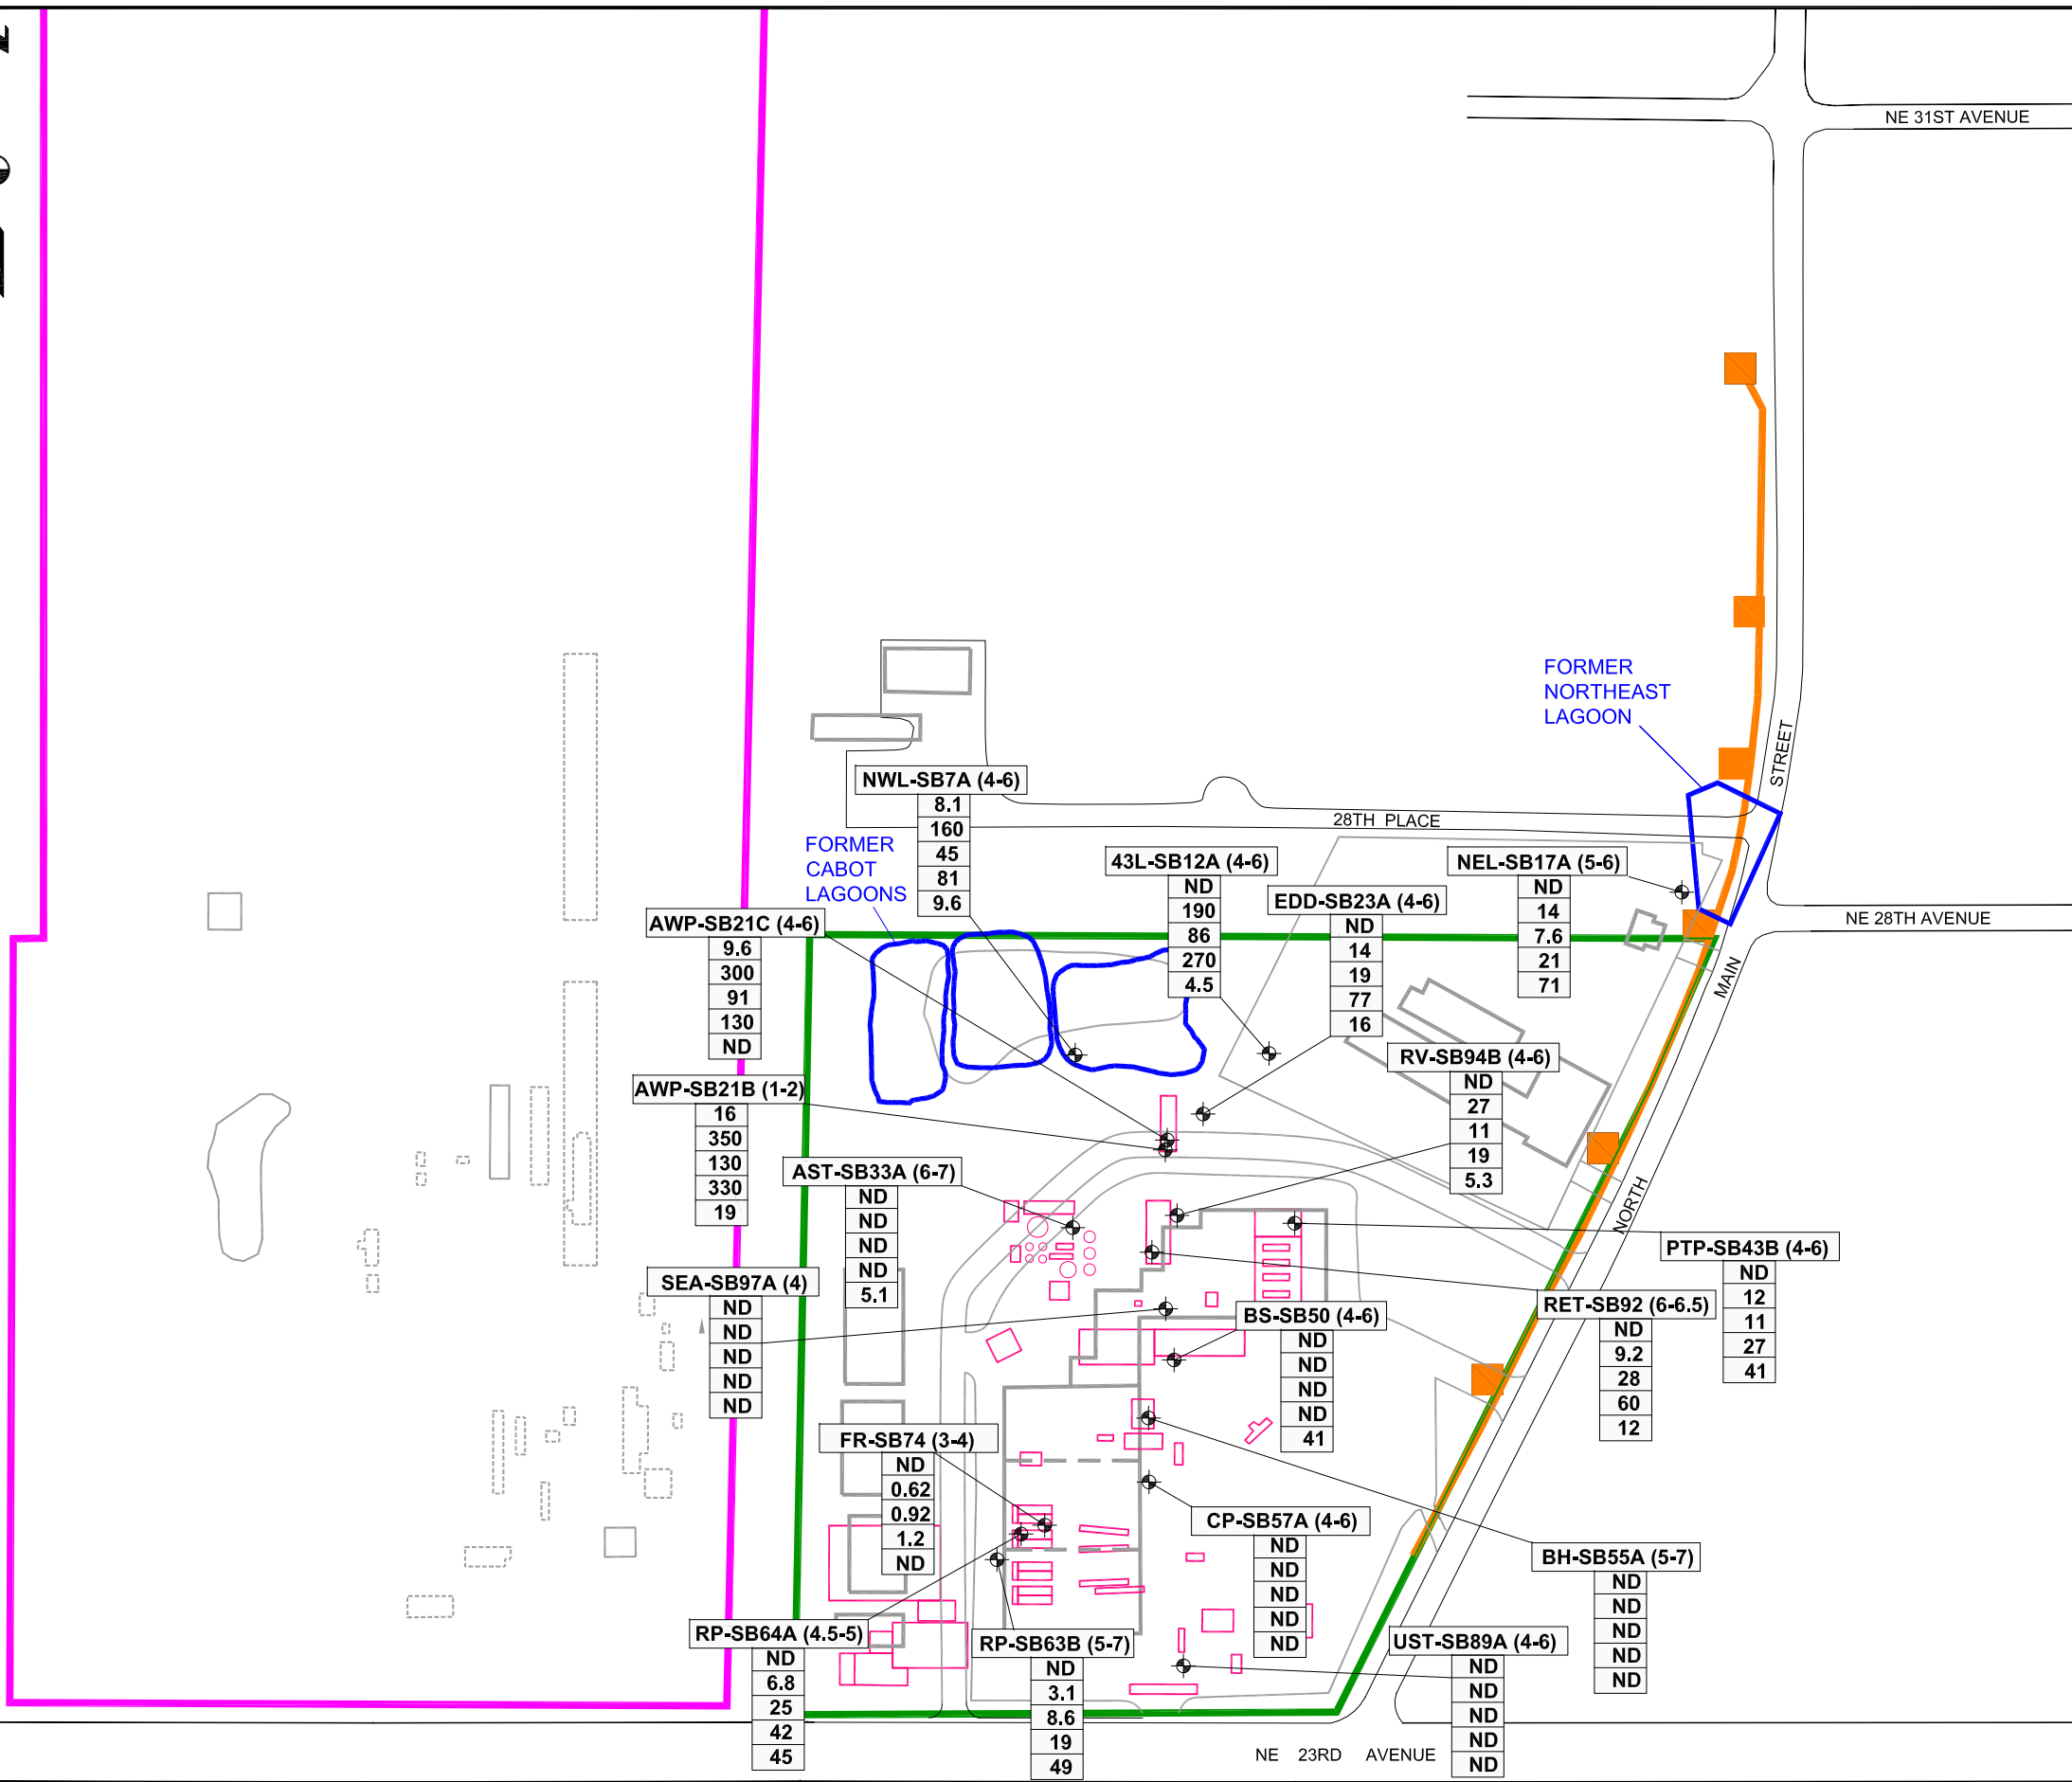 NE 31ST AVENUE
FORMER
NORTHEAST
LAGOON
STREET
NWL-SB7A (4-6)
8.1
160
45
81
9.6
28TH PLACE
FORMER
CABOT
LAGOONS
43L-SB12A (4-6)
ND
190
86
270
4.5
NEL-SB17A (5-6)
ND
14
7.6
21
71
EDD-SB23A (4-6)
ND
14
19
77
16
NE 28TH AVENUE
AWP-SB21C (4-6)
9.6
300
91
130
ND
MAIN
RV-SB94B (4-6)
ND
27
11
19
5.3
AWP-SB21B (1-2)
16
350
130
330
19
AST-SB33A (6-7)
ND
ND
ND
ND
5.1
NORTH
PTP-SB43B (4-6)
ND
12
11
27
41
SEA-SB97A (4)
ND
ND
ND
ND
ND
RET-SB92 (6-6.5)
ND
9.2
28
60
12
BS-SB50 (4-6)
ND
ND
ND
ND
41
FR-SB74 (3-4)
ND
0.62
0.92
1.2
ND
CP-SB57A (4-6)
ND
ND
ND
ND
ND
BH-SB55A (5-7)
ND
ND
ND
ND
ND
RP-SB64A (4.5-5)
ND
6.8
25
42
45
RP-SB63B (5-7)
ND
3.1
8.6
19
49
UST-SB89A (4-6)
ND
ND
ND
ND
ND
NE 23RD AVENUE